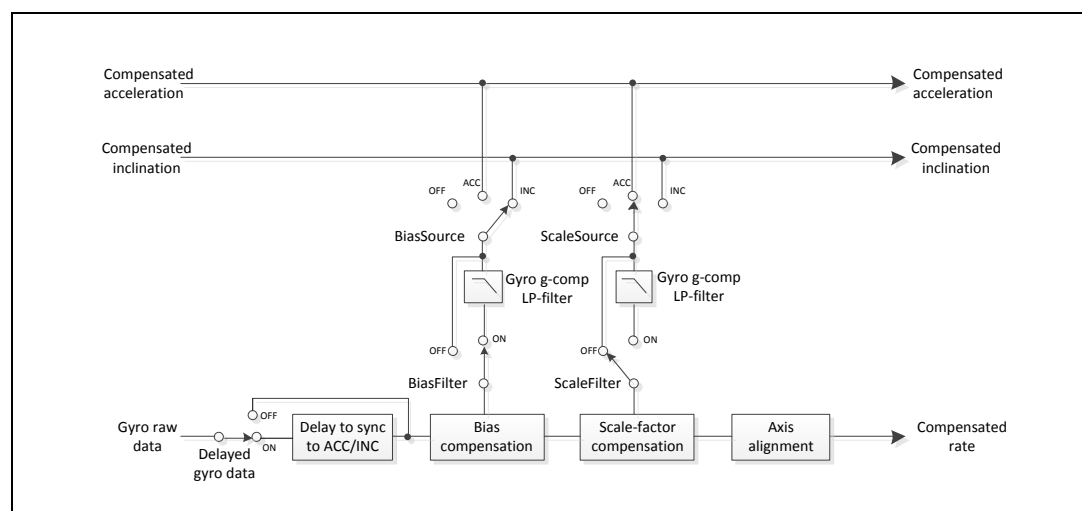 Compensated
acceleration
Compensated
acceleration
Compensated
inclination
Compensated
inclination
OFF
ACC
INC
OFF
ACC
INC
BiasSource
ScaleSource
Gyro g-comp
LP-filter
Gyro g-comp
LP-filter
OFF
ON
OFF
ON
BiasFilter
ScaleFilter
OFF
Gyro raw
data
ON
Delayed
gyro data
Delay to sync
to ACC/INC
Bias
compensation
Scale-factor
compensation
Axis
alignment
Compensated
rate